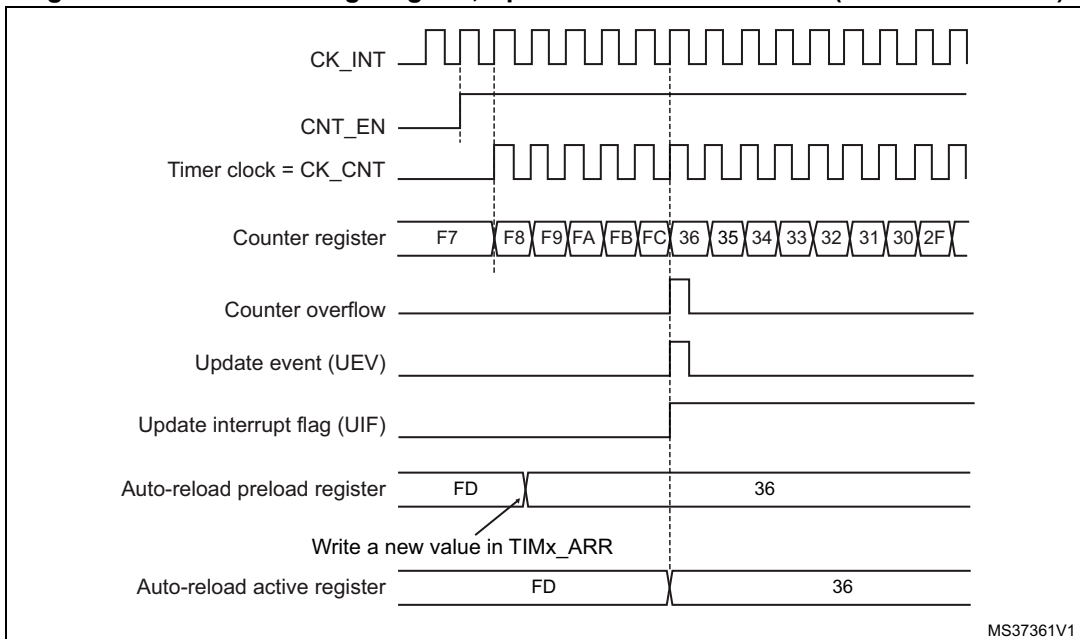 CK_INT
CNT_EN
Timer clock = CK_CNT
Counter register F7 F8 F9 FA FB FC 36 35 34 33 32 31 30 2F
Counter overflow
Update event (UEV)
Update interrupt flag (UIF)
Auto-reload preload register FD 36
Write a new value in TIMx_ARR
Auto-reload active register FD 36
MS37361V1